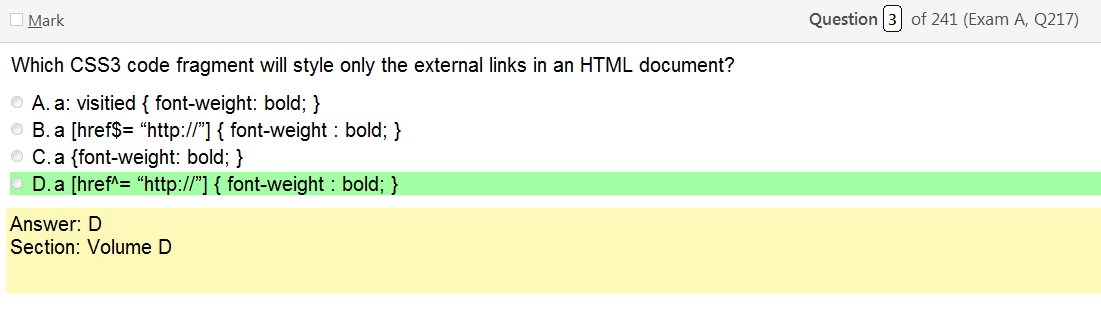 Mark
Question 3 of 241 (Exam A, Q217)
Which CSS3 code fragment will style only the external links in an HTML document?
A. a: visitied { font-weight: bold; }
B. a [href$= “http://”] { font-weight : bold; }
C. a {font-weight: bold; }
D. a [href^= “http://”] { font-weight : bold; }
Answer: D
Section: Volume D